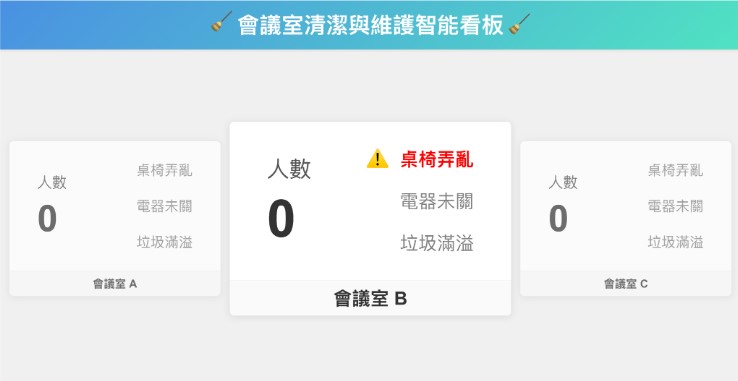 🧹 會議室清潔與維護智能看板 🧹
人數
0
桌椅弄亂
電器未關
垃圾滿溢
會議室 A
人數
0
⚠️ 桌椅弄亂
電器未關
垃圾滿溢
會議室 B
人數
0
桌椅弄亂
電器未關
垃圾滿溢
會議室 C